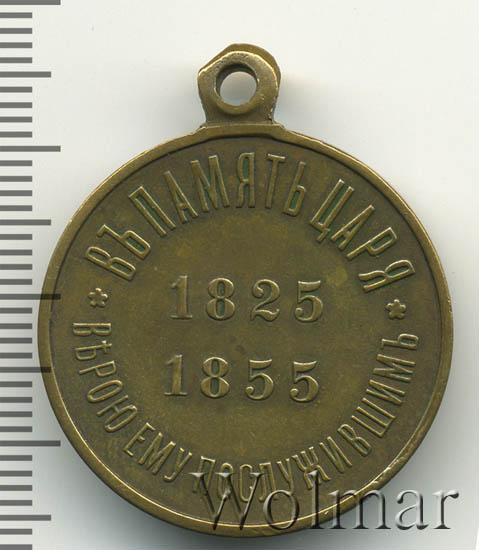 ВЪ ПАМЯТЬ ЦАРЯ
1825
1855
* ВѢРОЮ ЕМУ ПОСЛУЖИВШИМЪ *
Wolmar